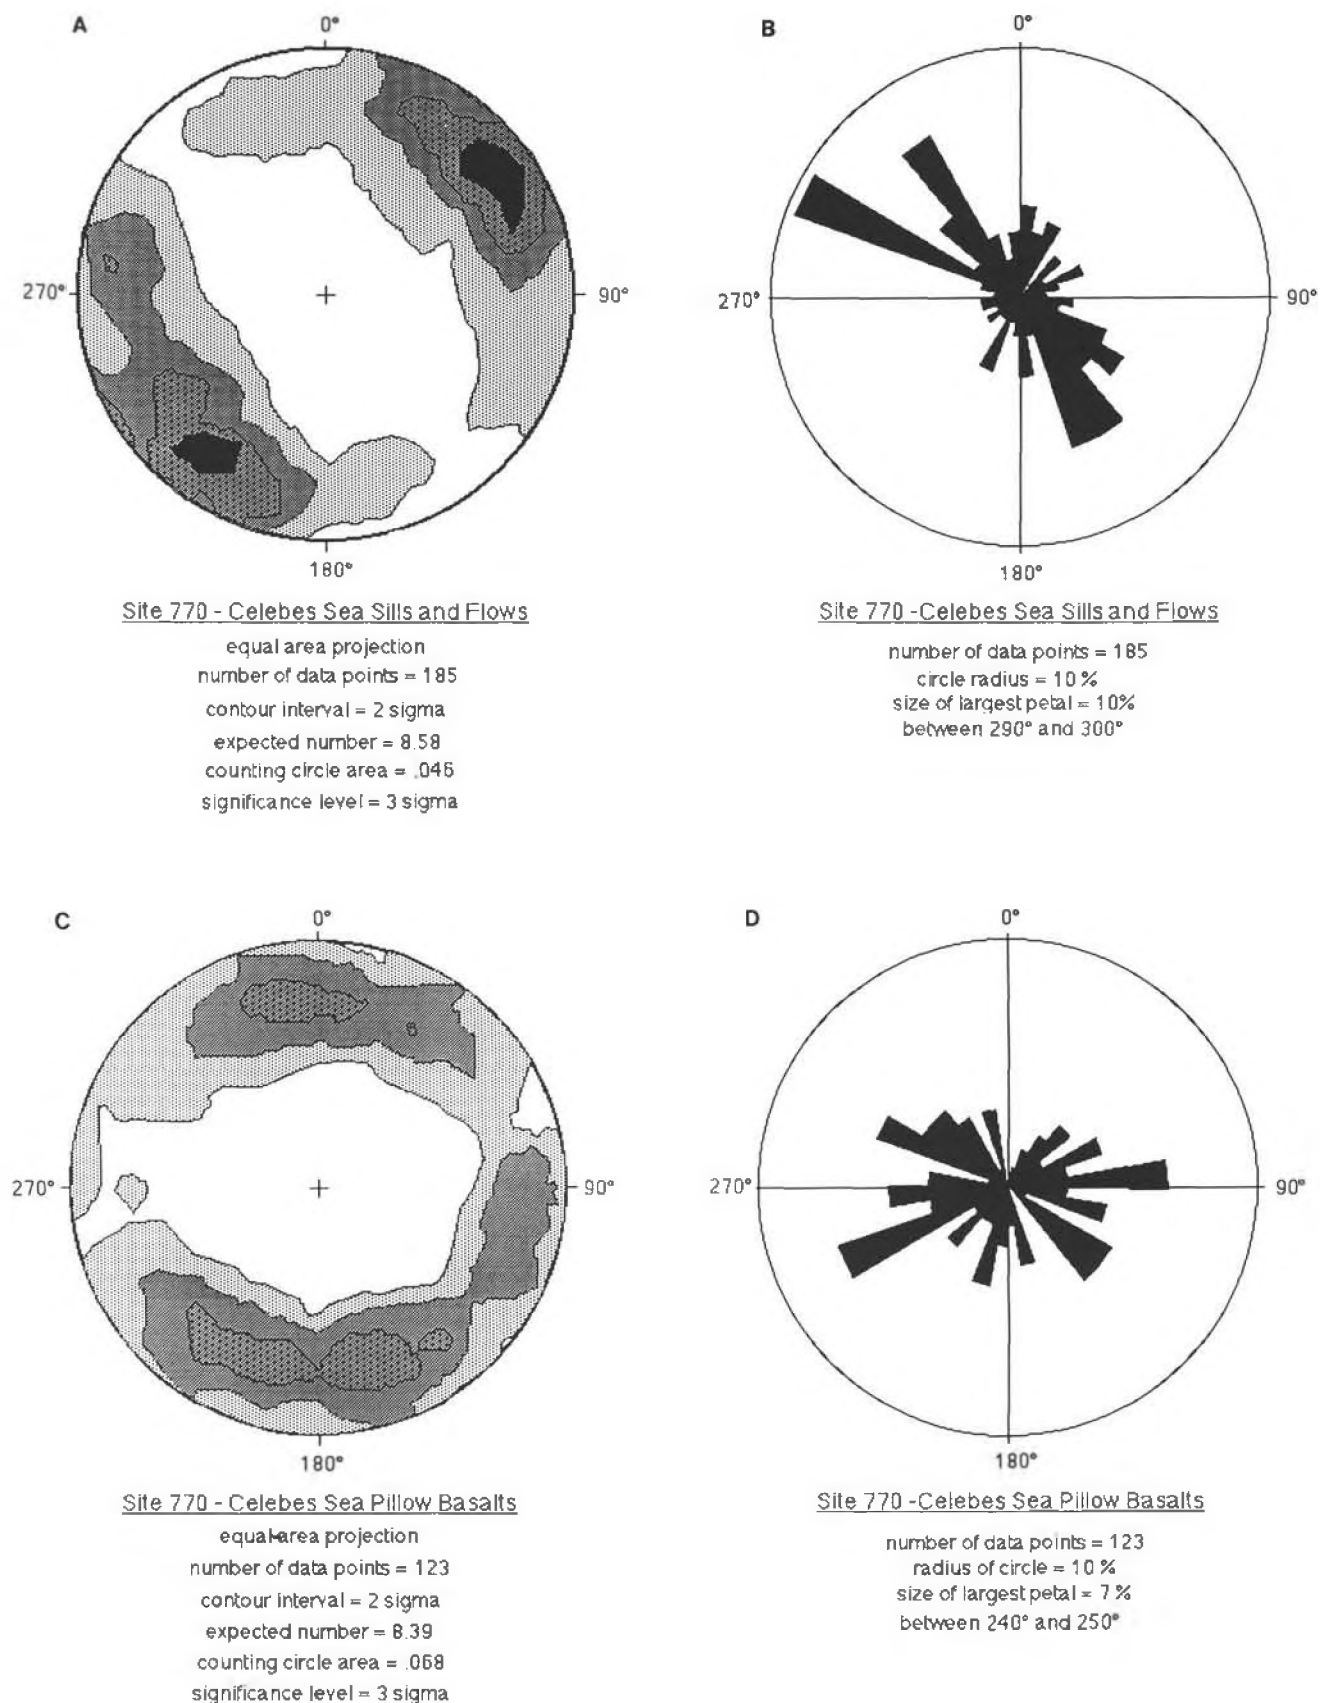 A
0°
270°
90°
180°
Site 770 - Celebes Sea Sills and Flows
equal area projection
number of data points = 185
contour interval = 2 sigma
expected number = 8.58
counting circle area = .046
significance level = 3 sigma
B
0°
270°
90°
180°
Site 770 -Celebes Sea Sills and Flows
number of data points = 185
circle radius = 10 %
size of largest petal = 10%
between 290° and 300°
C
0°
270°
90°
180°
Site 770 - Celebes Sea Pillow Basalts
equal-area projection
number of data points = 123
contour interval = 2 sigma
expected number = 8.39
counting circle area = .068
significance level = 3 sigma
D
0°
270°
90°
180°
Site 770 -Celebes Sea Pillow Basalts
number of data points = 123
radius of circle = 10 %
size of largest petal = 7 %
between 240° and 250°